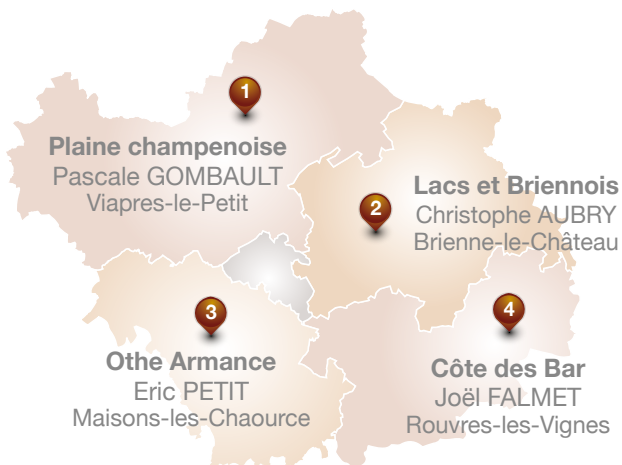 1
Plaine champenoise
Pascale GOMBAULT
Viapres-le-Petit
2
Lacs et Briennois
Christophe AUBRY
Brienne-le-Château
3
Othe Armance
Eric PETIT
Maisons-les-Chaource
4
Côte des Bar
Joël FALMET
Rouvres-les-Vignes